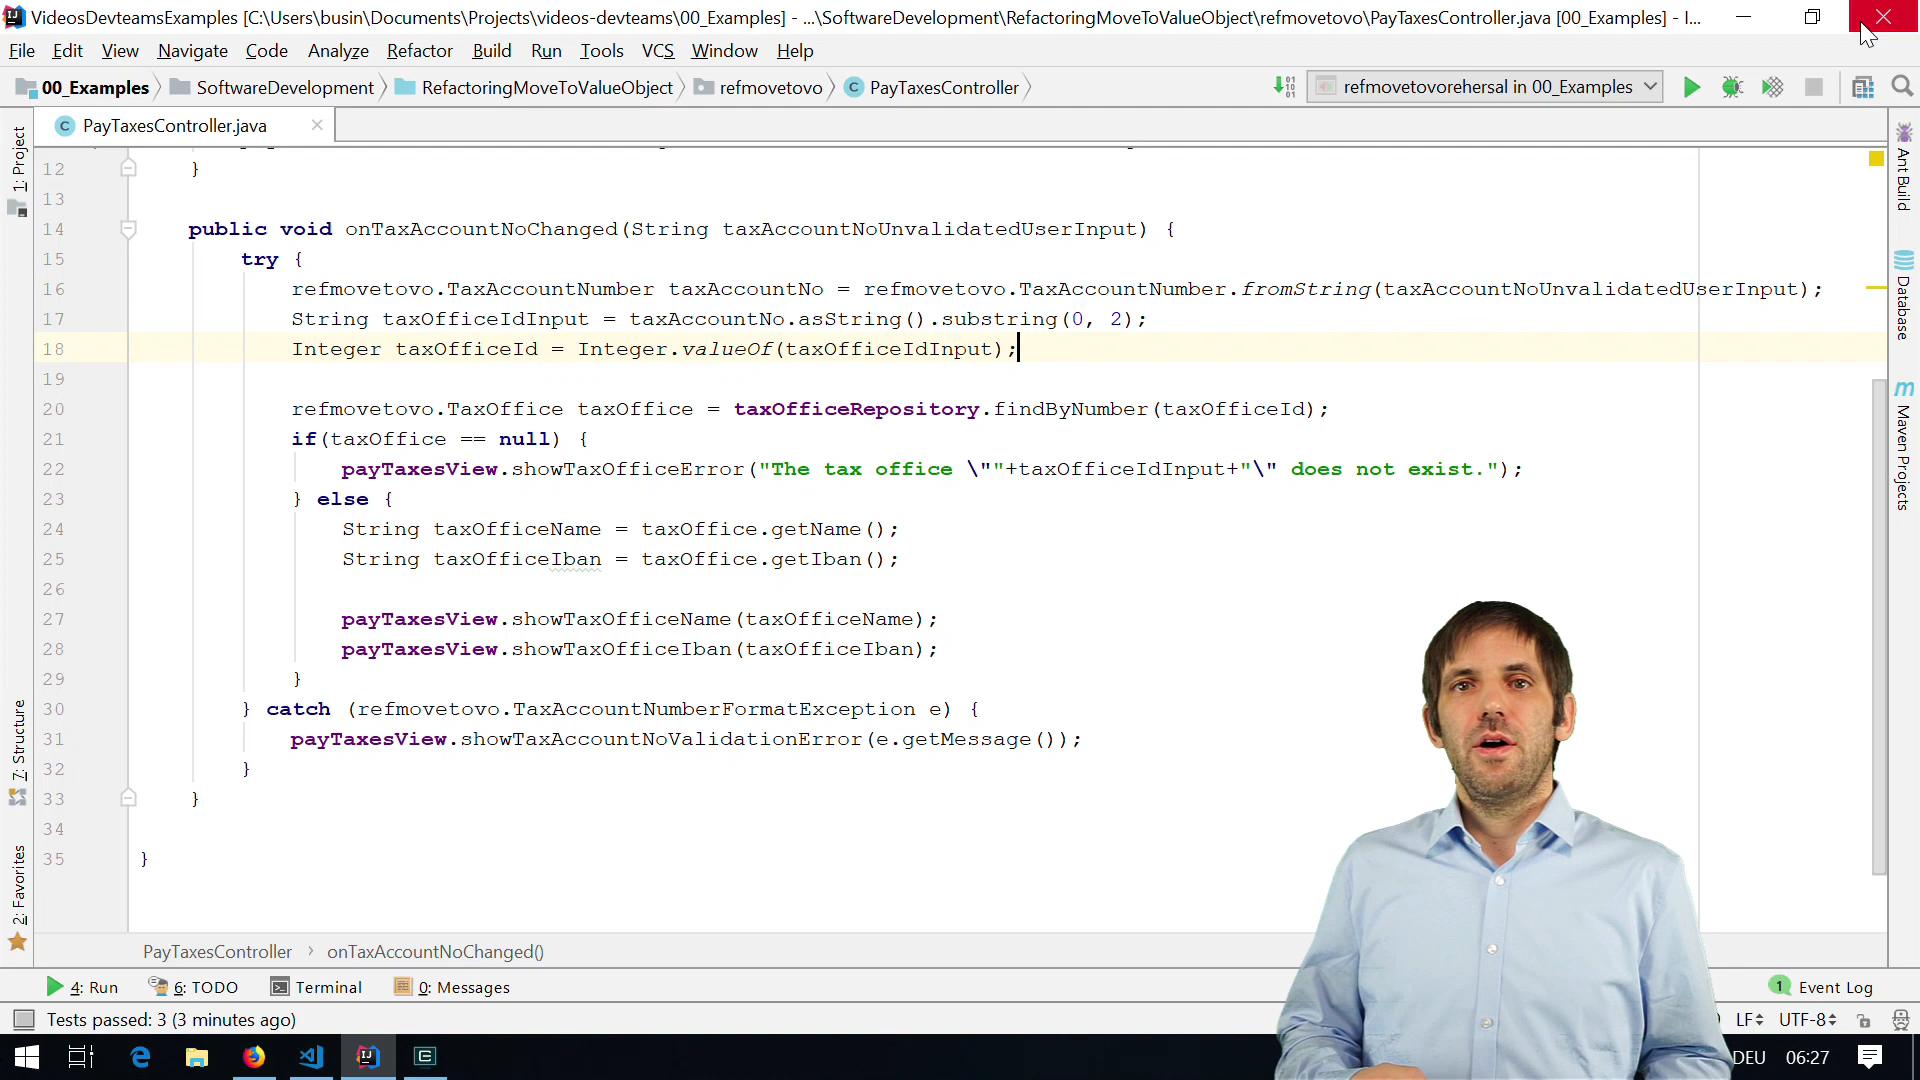 VideosDevteamsExamples [C:\Users\busin\Documents\Projects\videos-devteams\00_Examples] - ...\SoftwareDevelopment\RefactoringMoveToValueObject\refmovetovo\PayTaxesController.java [00_Examples] - I...
File Edit View Navigate Code Analyze Refactor Build Run Tools VCS Window Help
00_Examples SoftwareDevelopment RefactoringMoveToValueObject refmovetovo PayTaxesController refmovetovorehersal in 00_Examples
PayTaxesController.java
1: Project
7: Structure
2: Favorites
12 }
13
14 public void onTaxAccountNoChanged(String taxAccountNoUnvalidatedUserInput) {
15 try {
16 refmovetovo.TaxAccountNumber taxAccountNo = refmovetovo.TaxAccountNumber.fromString(taxAccountNoUnvalidatedUserInput);
17 String taxOfficeIdInput = taxAccountNo.asString().substring(0, 2);
18 Integer taxOfficeId = Integer.valueOf(taxOfficeIdInput);
19
20 refmovetovo.TaxOffice taxOffice = taxOfficeRepository.findByNumber(taxOfficeId);
21 if(taxOffice == null) {
22 payTaxesView.showTaxOfficeError("The tax office \""+taxOfficeIdInput+"\" does not exist.");
23 } else {
24 String taxOfficeName = taxOffice.getName();
25 String taxOfficeIban = taxOffice.getIban();
26
27 payTaxesView.showTaxOfficeName(taxOfficeName);
28 payTaxesView.showTaxOfficeIban(taxOfficeIban);
29 }
30 } catch (refmovetovo.TaxAccountNumberFormatException e) {
31 payTaxesView.showTaxAccountNoValidationError(e.getMessage());
32 }
33 }
34
35 }
Ant Build
Database
Maven Projects
PayTaxesController > onTaxAccountNoChanged()
4: Run 6: TODO Terminal 0: Messages 1 Event Log
Tests passed: 3 (3 minutes ago) LF UTF-8
DEU 06:27